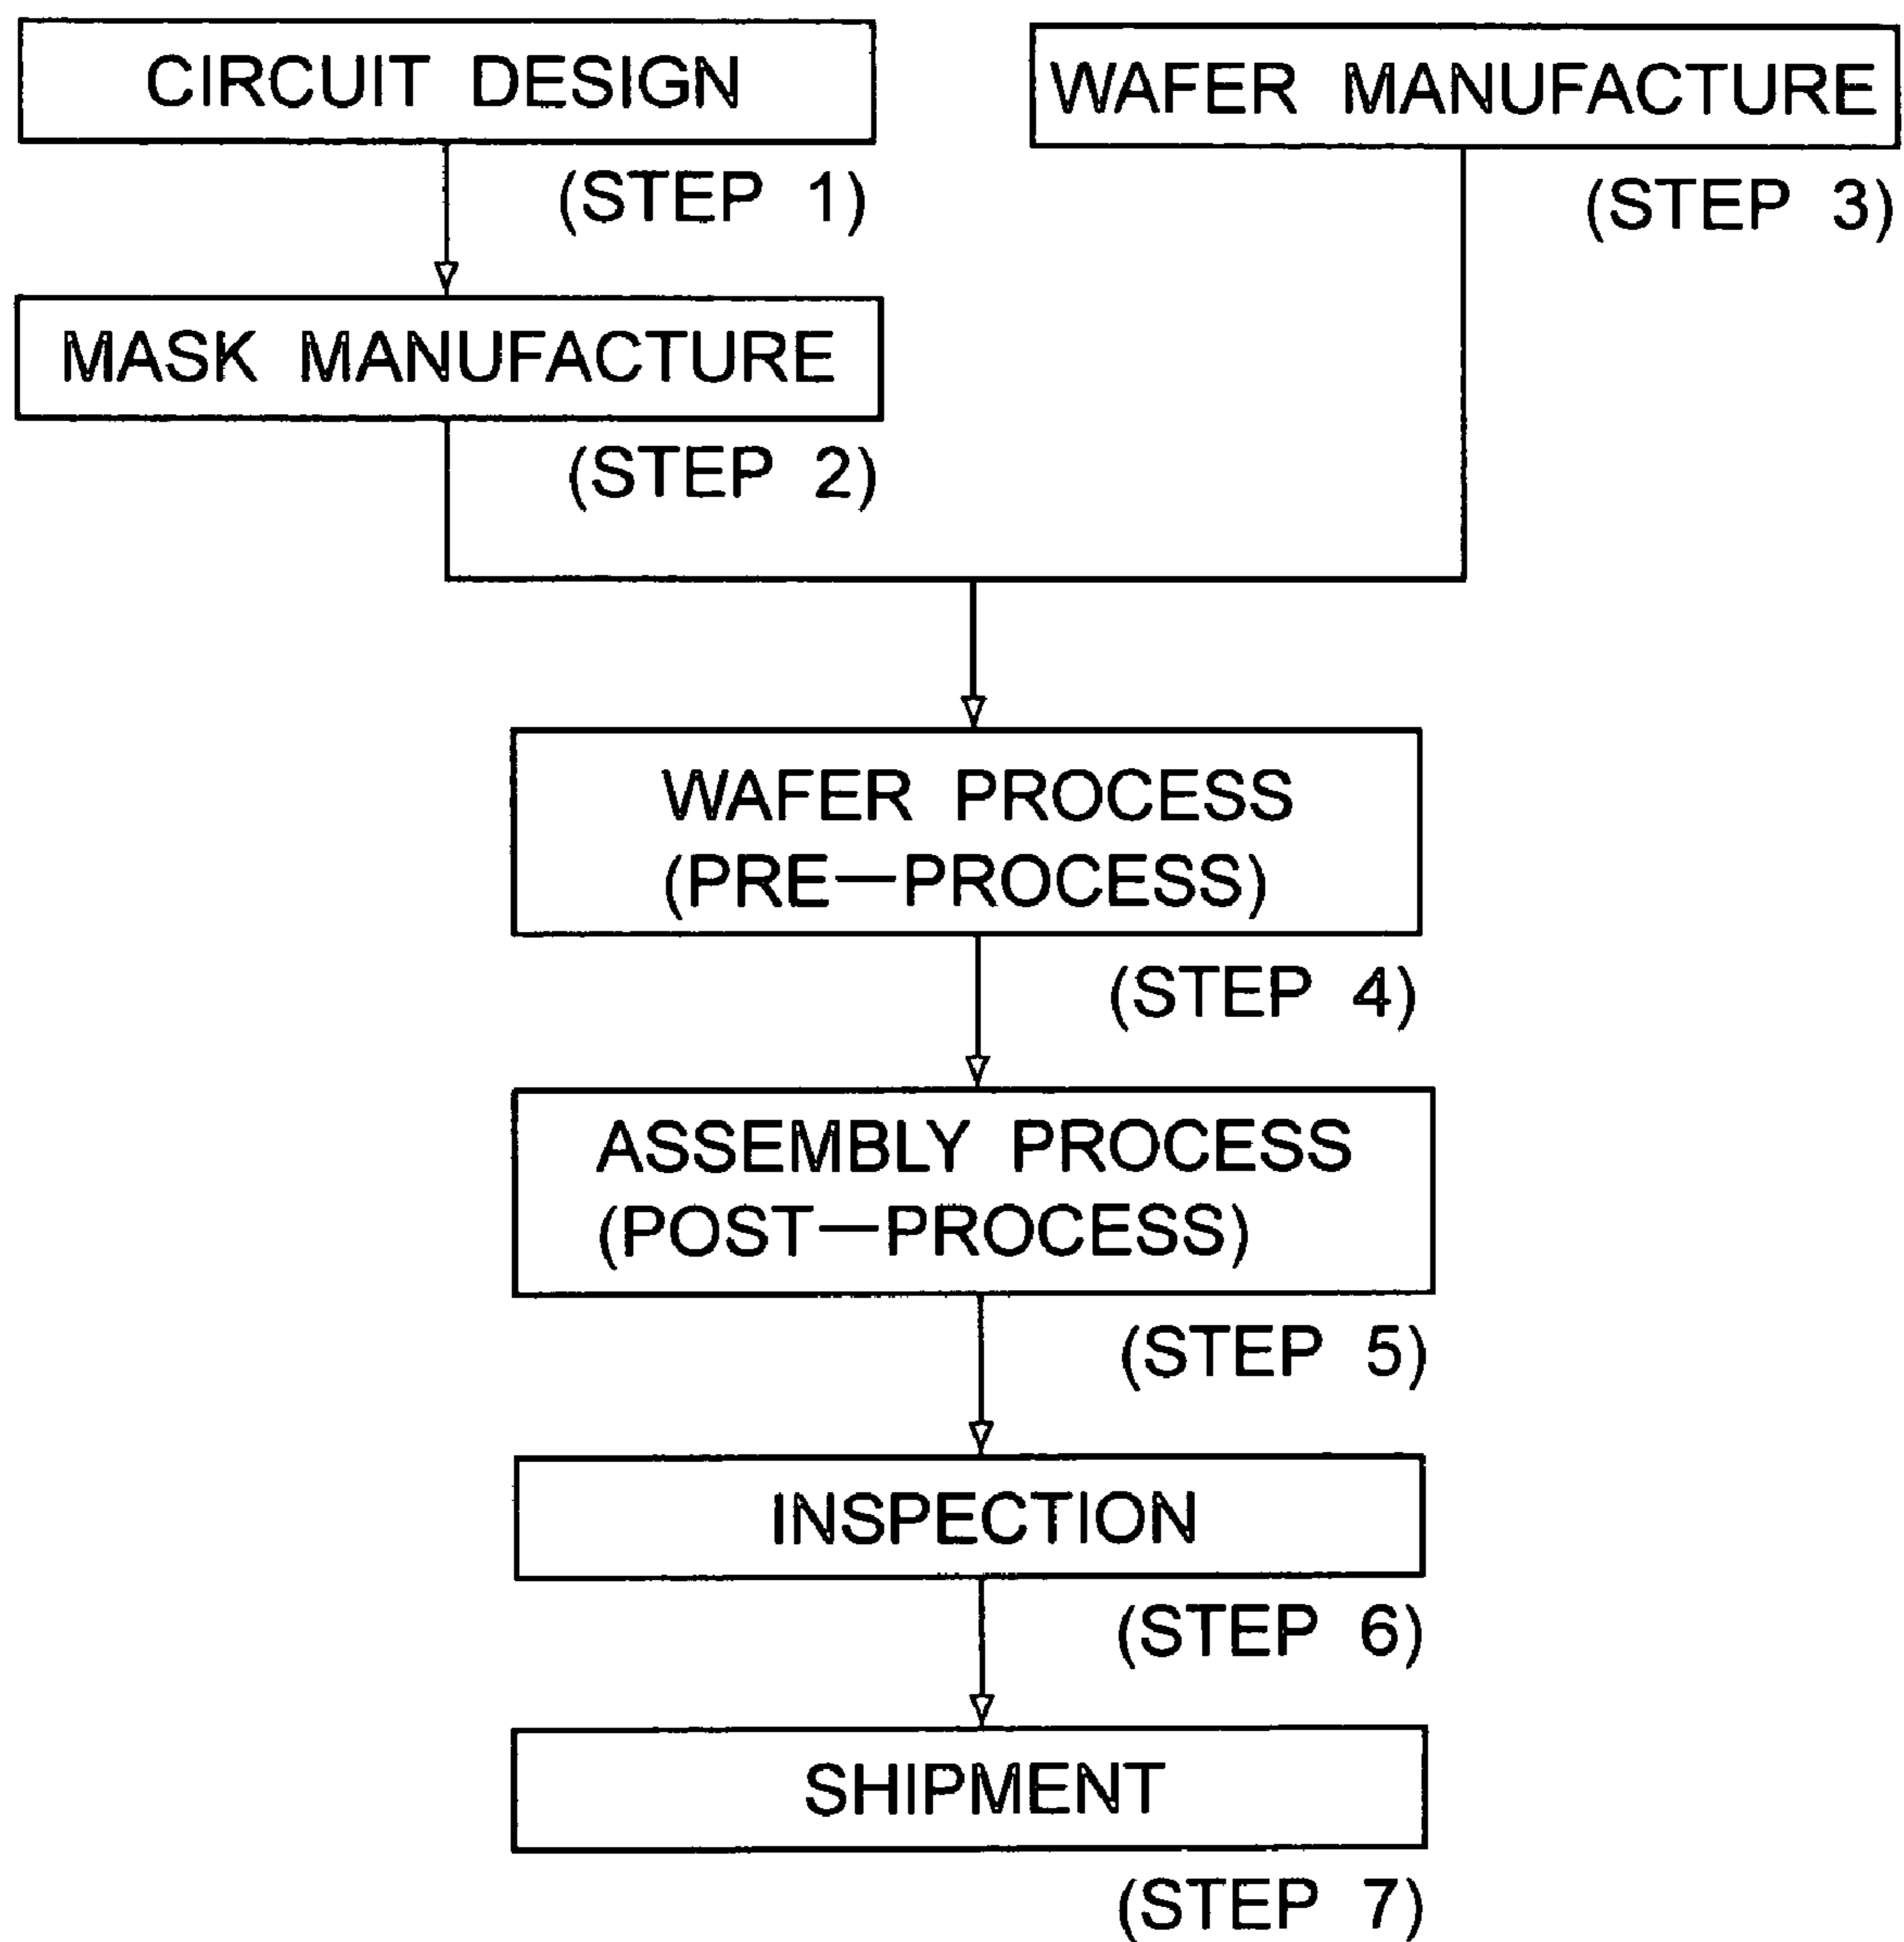 CIRCUIT DESIGN
(STEP 1)
MASK MANUFACTURE
(STEP 2)
WAFER MANUFACTURE
(STEP 3)
WAFER PROCESS
(PRE—PROCESS)
(STEP 4)
ASSEMBLY PROCESS
(POST—PROCESS)
(STEP 5)
INSPECTION
(STEP 6)
SHIPMENT
(STEP 7)